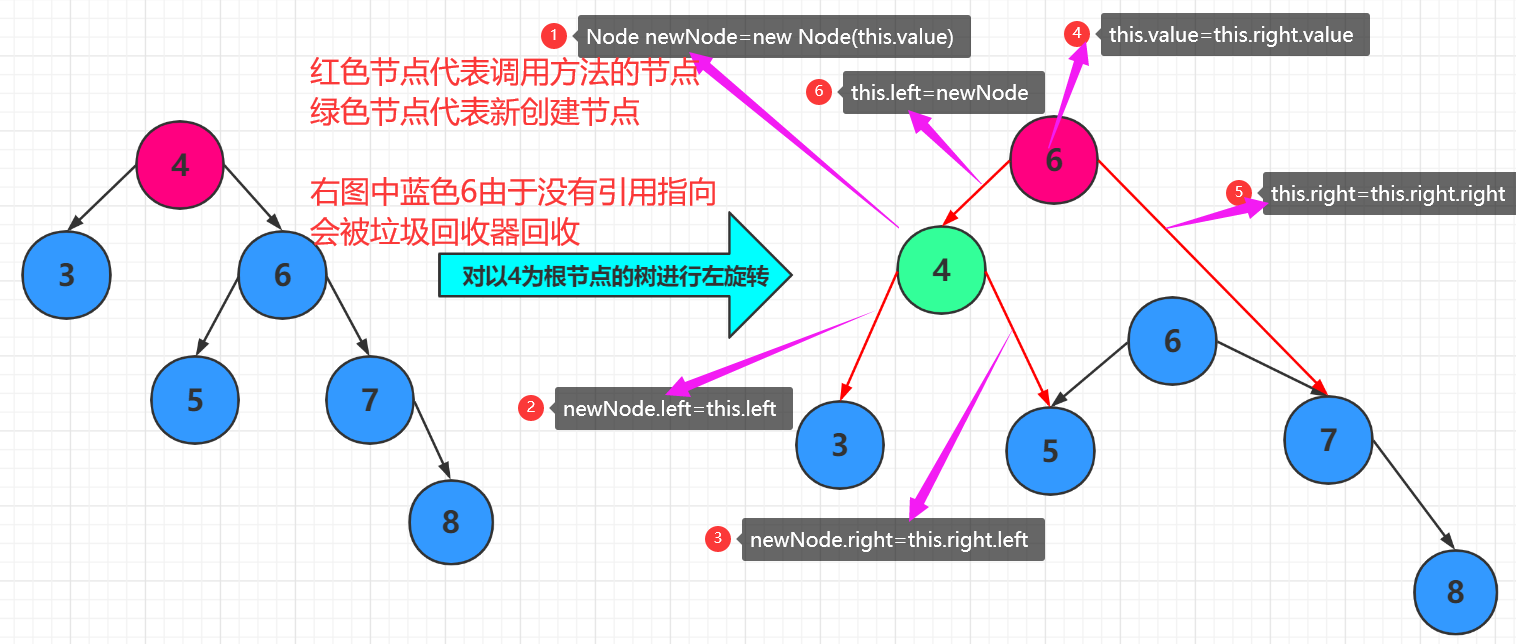 1 Node newNode=new Node(this.value)
4 this.value=this.right.value
红色节点代表调用方法的节点
6 this.left=newNode
绿色节点代表新创建节点
4
6
右图中蓝色6由于没有引用指向
5 this.right=this.right.right
会被垃圾回收器回收
3
6
对以4为根节点的树进行左旋转
4
6
5
7
2 newNode.left=this.left
3
5
7
8
3 newNode.right=this.right.left
8